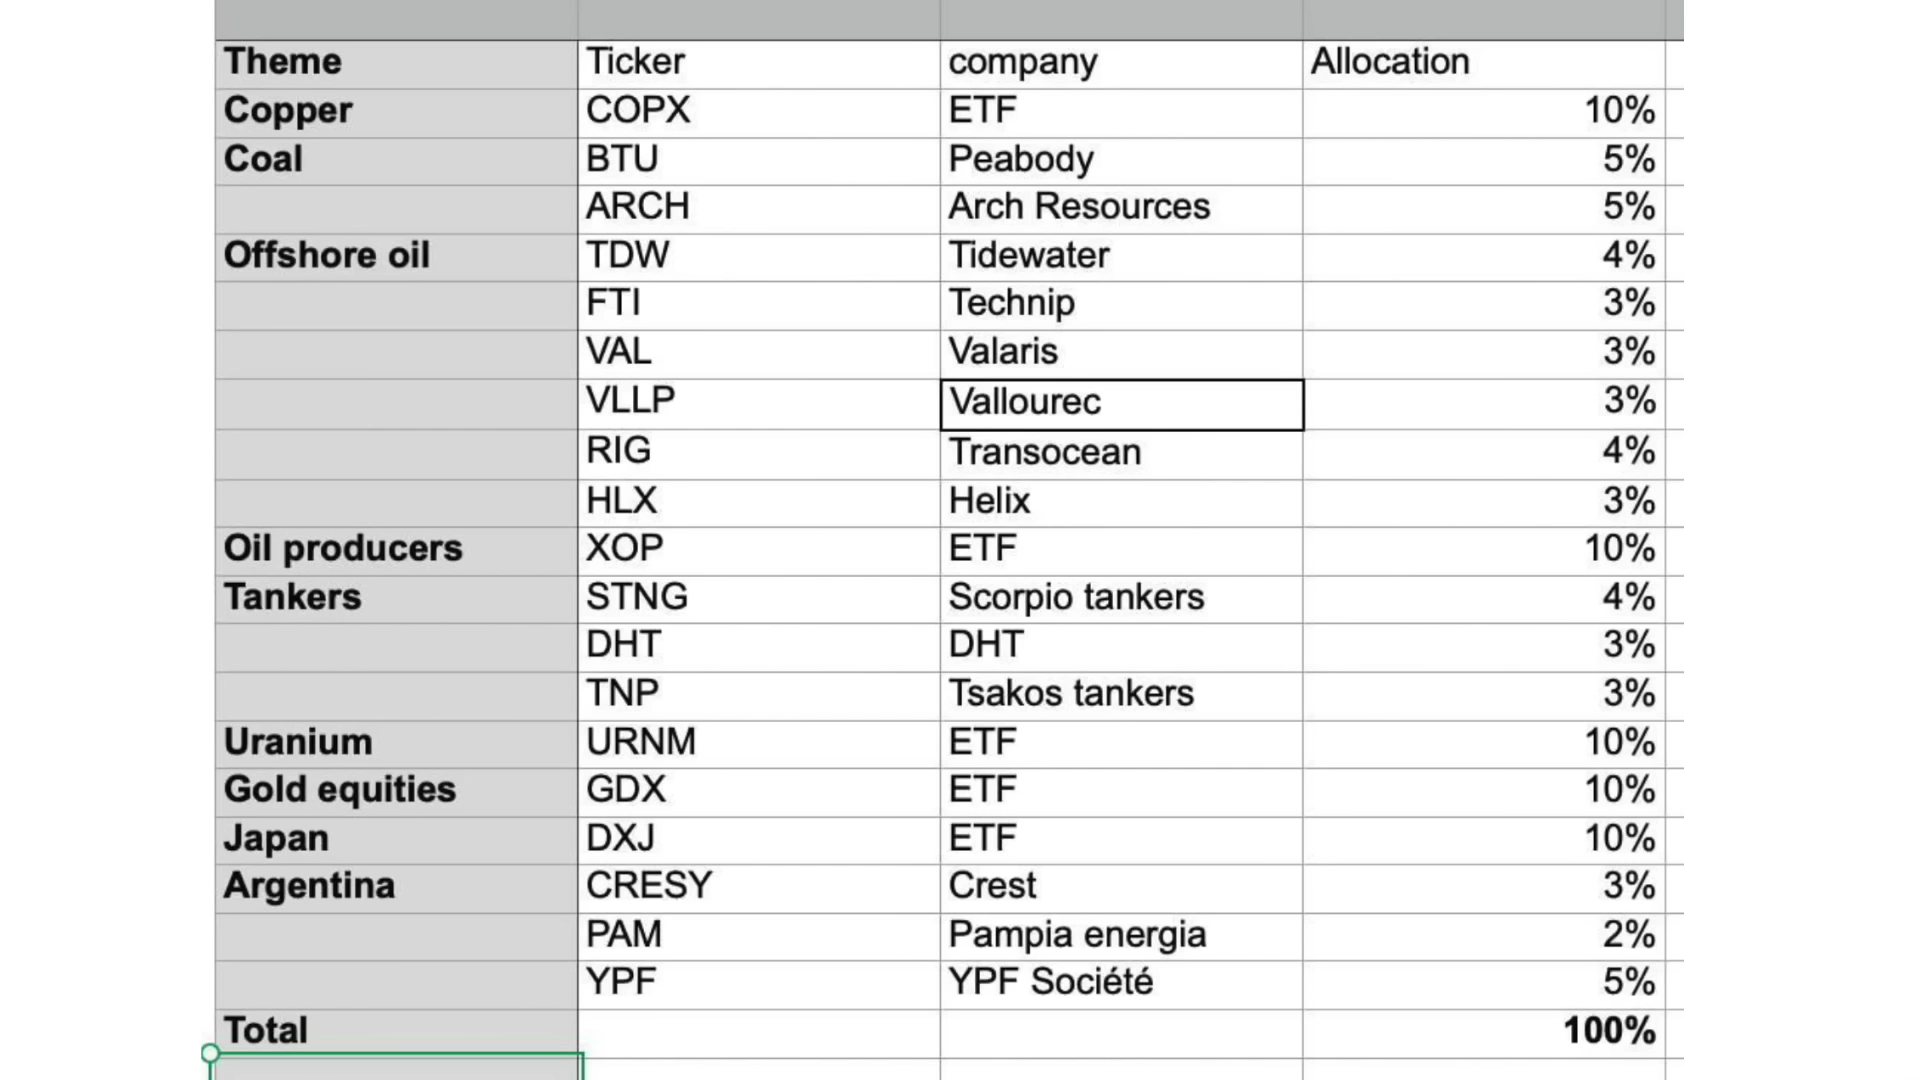 Theme Ticker company Allocation
Copper COPX ETF 10%
Coal BTU Peabody 5%
ARCH Arch Resources 5%
Offshore oil TDW Tidewater 4%
FTI Technip 3%
VAL Valaris 3%
VLLP Vallourec 3%
RIG Transocean 4%
HLX Helix 3%
Oil producers XOP ETF 10%
Tankers STNG Scorpio tankers 4%
DHT DHT 3%
TNP Tsakos tankers 3%
Uranium URNM ETF 10%
Gold equities GDX ETF 10%
Japan DXJ ETF 10%
Argentina CRESY Crest 3%
PAM Pampia energia 2%
YPF YPF Société 5%
Total 100%